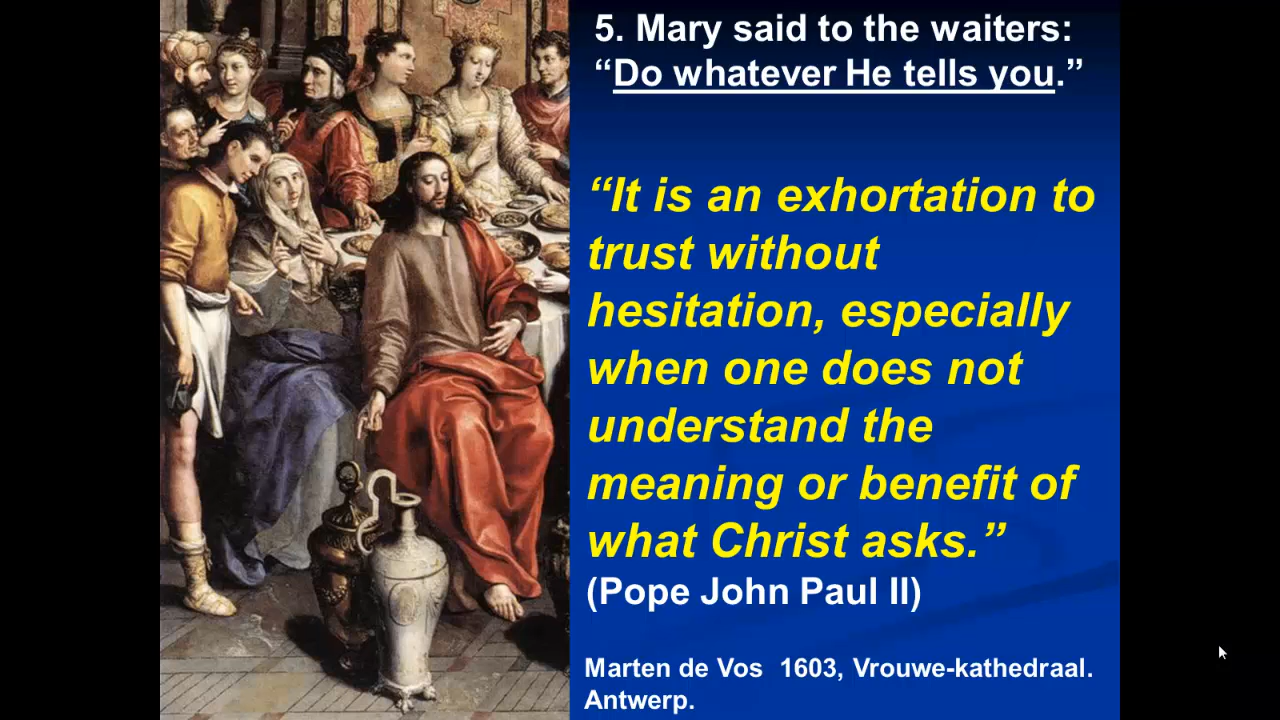 5. Mary said to the waiters:
“Do whatever He tells you.”
“It is an exhortation to
trust without
hesitation, especially
when one does not
understand the
meaning or benefit of
what Christ asks.”
(Pope John Paul II)
Marten de Vos  1603, Vrouwe-kathedraal.
Antwerp.